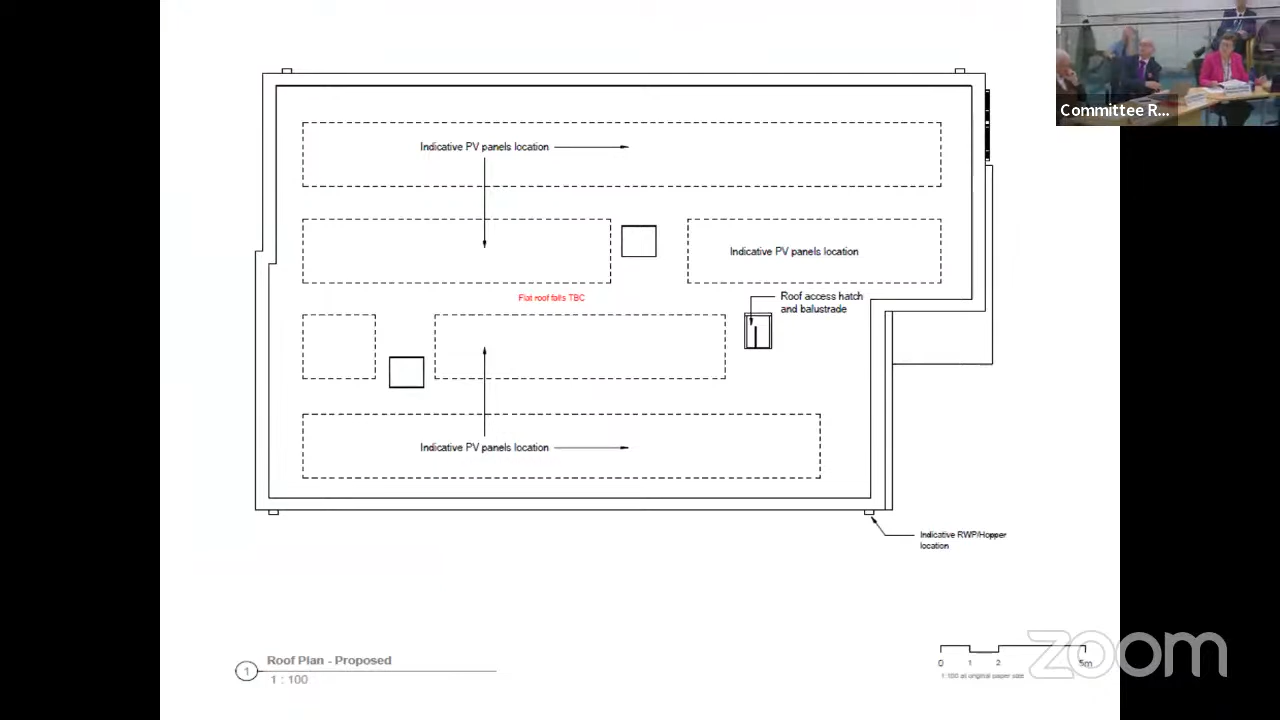 Committee R...
Indicative PV panels location
Indicative PV panels location
Flat roof falls TBC
Roof access hatch
and balustrade
Indicative PV panels location
Indicative RWP/Hopper
location
1
Roof Plan - Proposed
1 : 100
0 1 2 5m
1:100 at original paper size
zoom